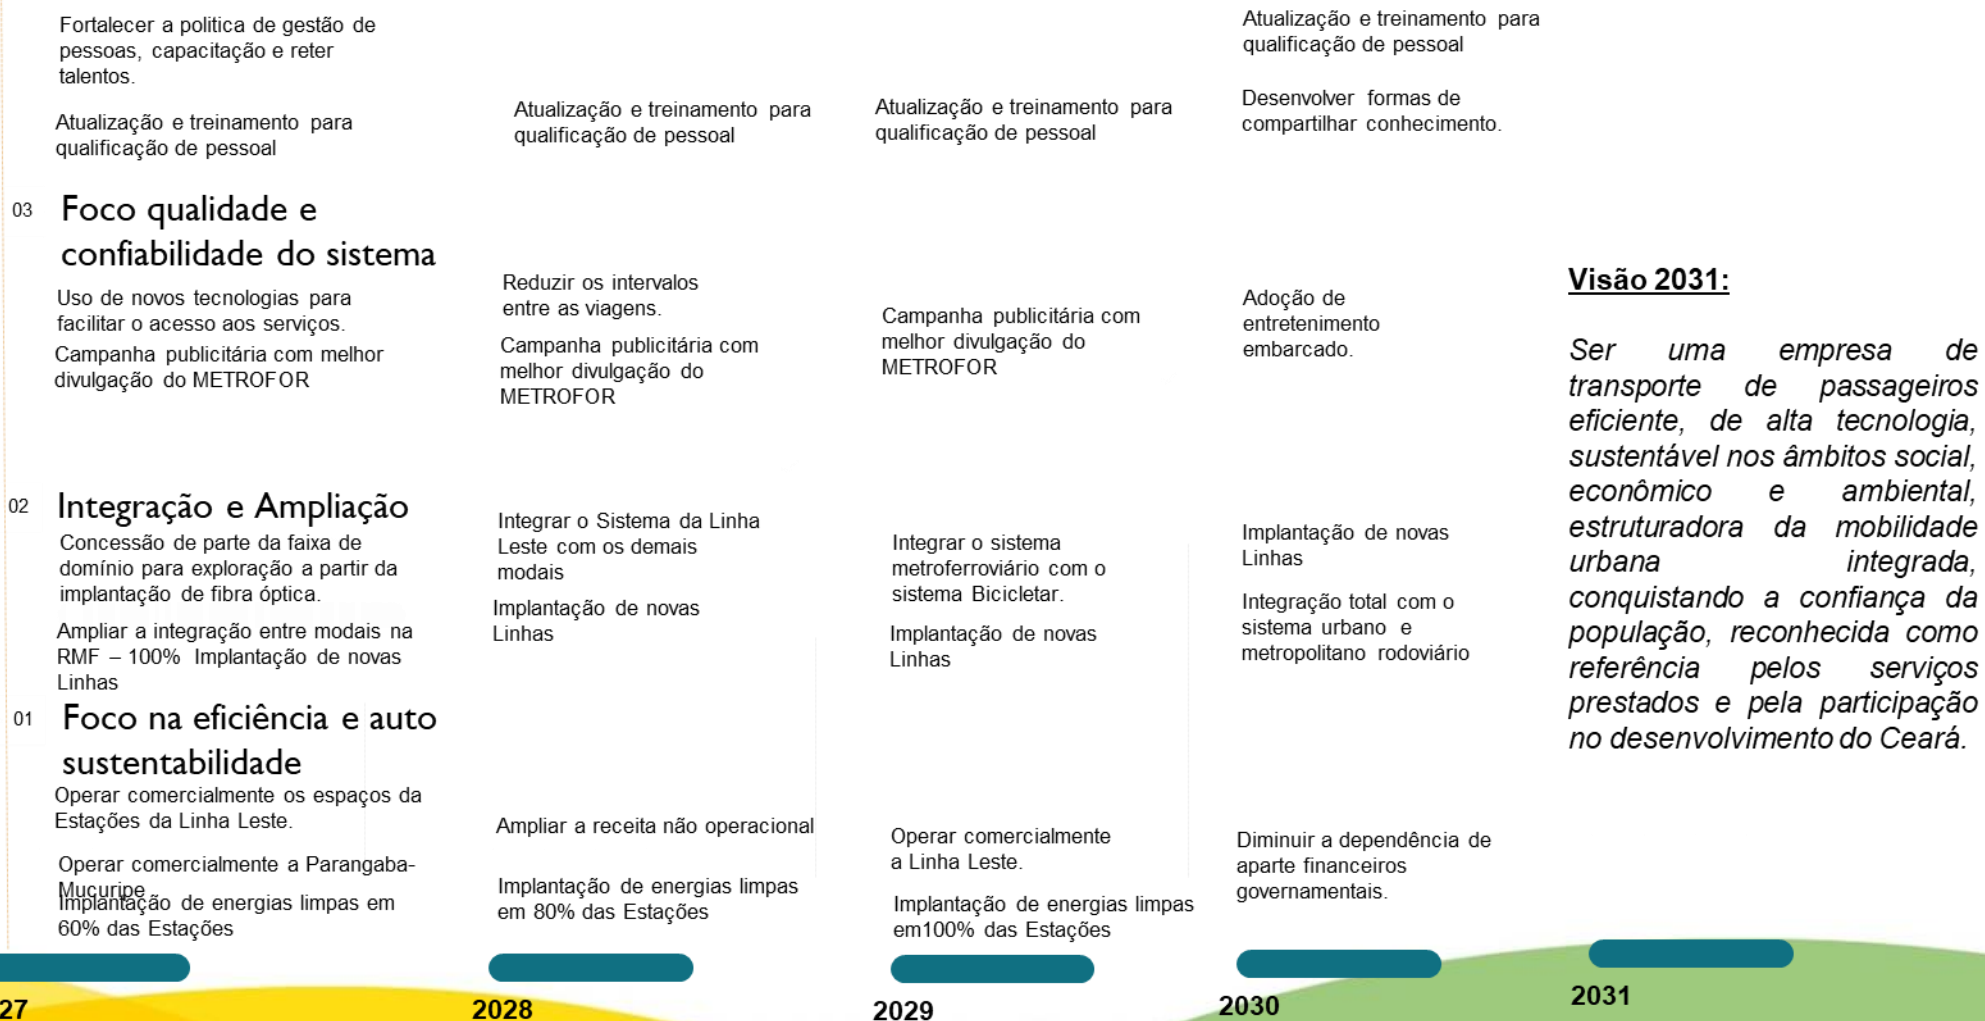 Fortalecer a politica de gestão de
pessoas, capacitação e reter
talentos.
Atualização e treinamento para
qualificação de pessoal
Atualização e treinamento para
qualificação de pessoal
Atualização e treinamento para
qualificação de pessoal
Atualização e treinamento para
qualificação de pessoal
Desenvolver formas de
compartilhar conhecimento.
03
Foco qualidade e
confiabilidade do sistema
Uso de novos tecnologias para
facilitar o acesso aos serviços.
Campanha publicitária com melhor
divulgação do METROFOR
Reduzir os intervalos
entre as viagens.
Campanha publicitária com
melhor divulgação do
METROFOR
Campanha publicitária com
melhor divulgação do
METROFOR
Adoção de
entretenimento
embarcado.
02
Integração e Ampliação
Concessão de parte da faixa de
domínio para exploração a partir da
implantação de fibra óptica.
Ampliar a integração entre modais na
RMF – 100% Implantação de novas
Linhas
Integrar o Sistema da Linha
Leste com os demais
modais
Implantação de novas
Linhas
Integrar o sistema
metroferroviário com o
sistema Bicicletar.
Implantação de novas
Linhas
Implantação de novas
Linhas
Integração total com o
sistema urbano e
metropolitano rodoviário
01
Foco na eficiência e auto
sustentabilidade
Operar comercialmente os espaços da
Estações da Linha Leste.
Operar comercialmente a Parangaba-
Mucuripe
Implantação de energias limpas em
60% das Estações
Ampliar a receita não operacional
Implantação de energias limpas
em 80% das Estações
Operar comercialmente
a Linha Leste.
Implantação de energias limpas
em100% das Estações
Diminuir a dependência de
aparte financeiros
governamentais.
Visão 2031:
Ser uma empresa de
transporte de passageiros
eficiente, de alta tecnologia,
sustentável nos âmbitos social,
econômico e ambiental,
estruturadora da mobilidade
urbana integrada,
conquistando a confiança da
população, reconhecida como
referência pelos serviços
prestados e pela participação
no desenvolvimento do Ceará.
27
2028
2029
2030
2031